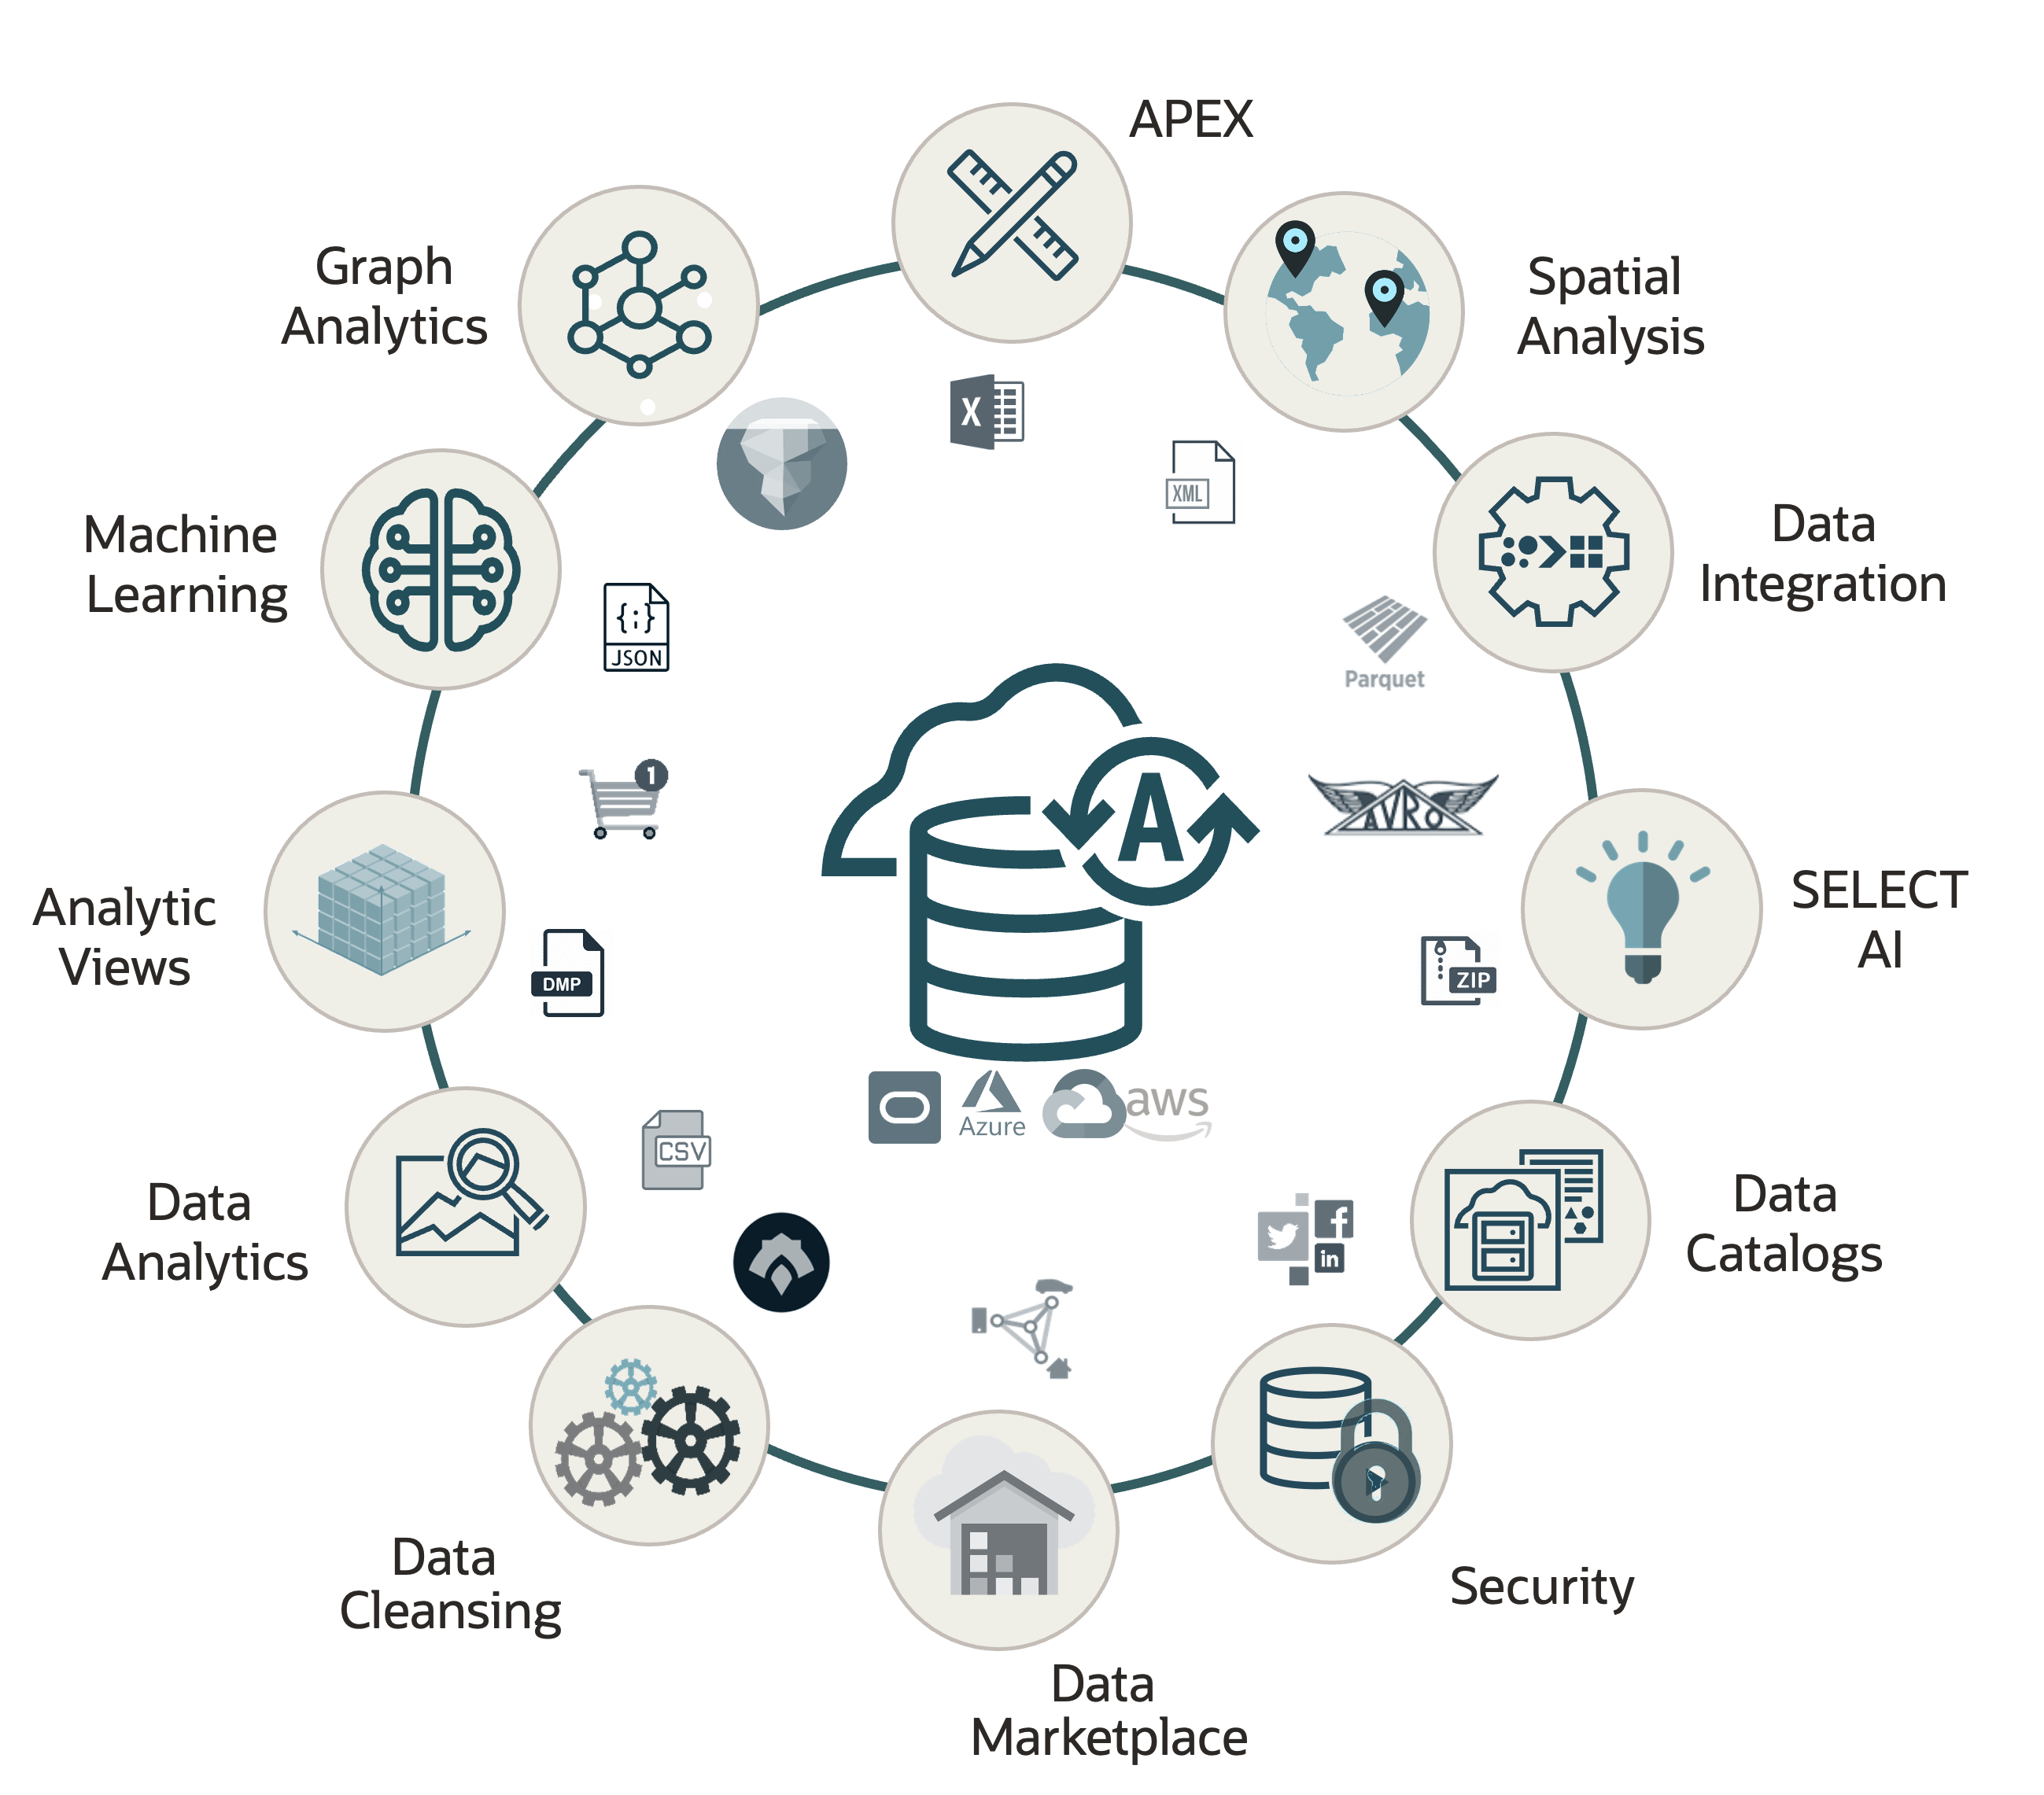 APEX
Graph
Analytics
Spatial
Analysis
X
XML
Machine
Learning
Data
Integration
{;}
JSON
Parquet
1
A
AVRO
Analytic
Views
SELECT
AI
DMP
ZIP
Azure
aws
CSV
Data
Analytics
Data
Catalogs
f
in
Data
Cleansing
Security
Data
Marketplace